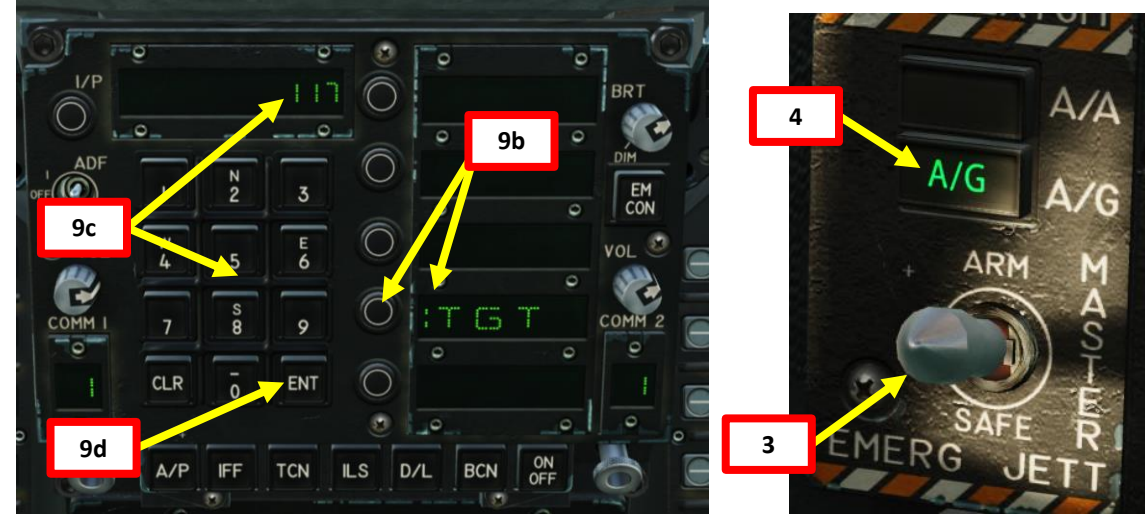 I/P
117
BRT
DIM
ADF
1
OFF
N
2
3
EM
CON
4
5
E
6
VOL
COMM 1
7
S
8
9
:TGT
COMM 2
1
CLR
-
0
ENT
1
A/P
IFF
TCN
ILS
D/L
BCN
ON
OFF
9c
9b
9d
A/A
A/G
A/G
ARM
MASTER
SAFE
EMERG JETT
4
3